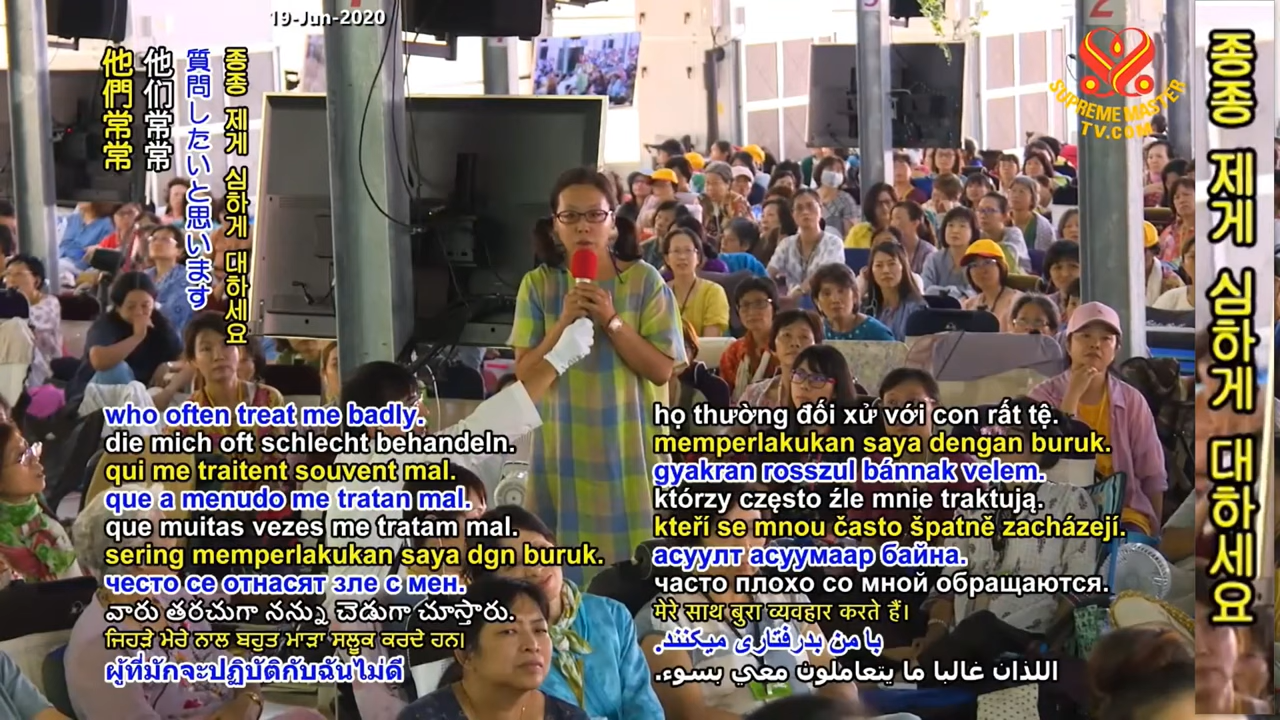 19-Jun-2020
1
9
2
SUPREME MASTER
TV.COM
종종 제게 심하게 대하세요
質問したいと思います
他们常常
他們常常
종종 제게 심하게 대하세요
who often treat me badly.
die mich oft schlecht behandeln.
qui me traitent souvent mal.
que a menudo me tratan mal.
que muitas vezes me tratam mal.
sering memperlakukan saya dgn buruk.
често се отнасят зле с мен.
వారు తరచుగా నన్ను చెడుగా చూస్తారు.
ਜਿਹੜੇ ਮੇਰੇ ਨਾਲ ਬਹੁਤ ਮਾੜਾ ਸਲੂਕ ਕਰਦੇ ਹਨ।
ผู้ที่มักจะปฏิบัติกับฉันไม่ดี
họ thường đối xử với con rất tệ.
memperlakukan saya dengan buruk.
gyakran rosszul bánnak velem.
którzy często źle mnie traktują.
kteří se mnou často špatně zacházejí.
асуулт асуумаар байна.
часто плохо со мной обращаются.
मेरे साथ बुरा व्यवहार करते हैं।
با من بدرفتاری میکنند.
اللذان غالبا ما يتعاملون معي بسوء.